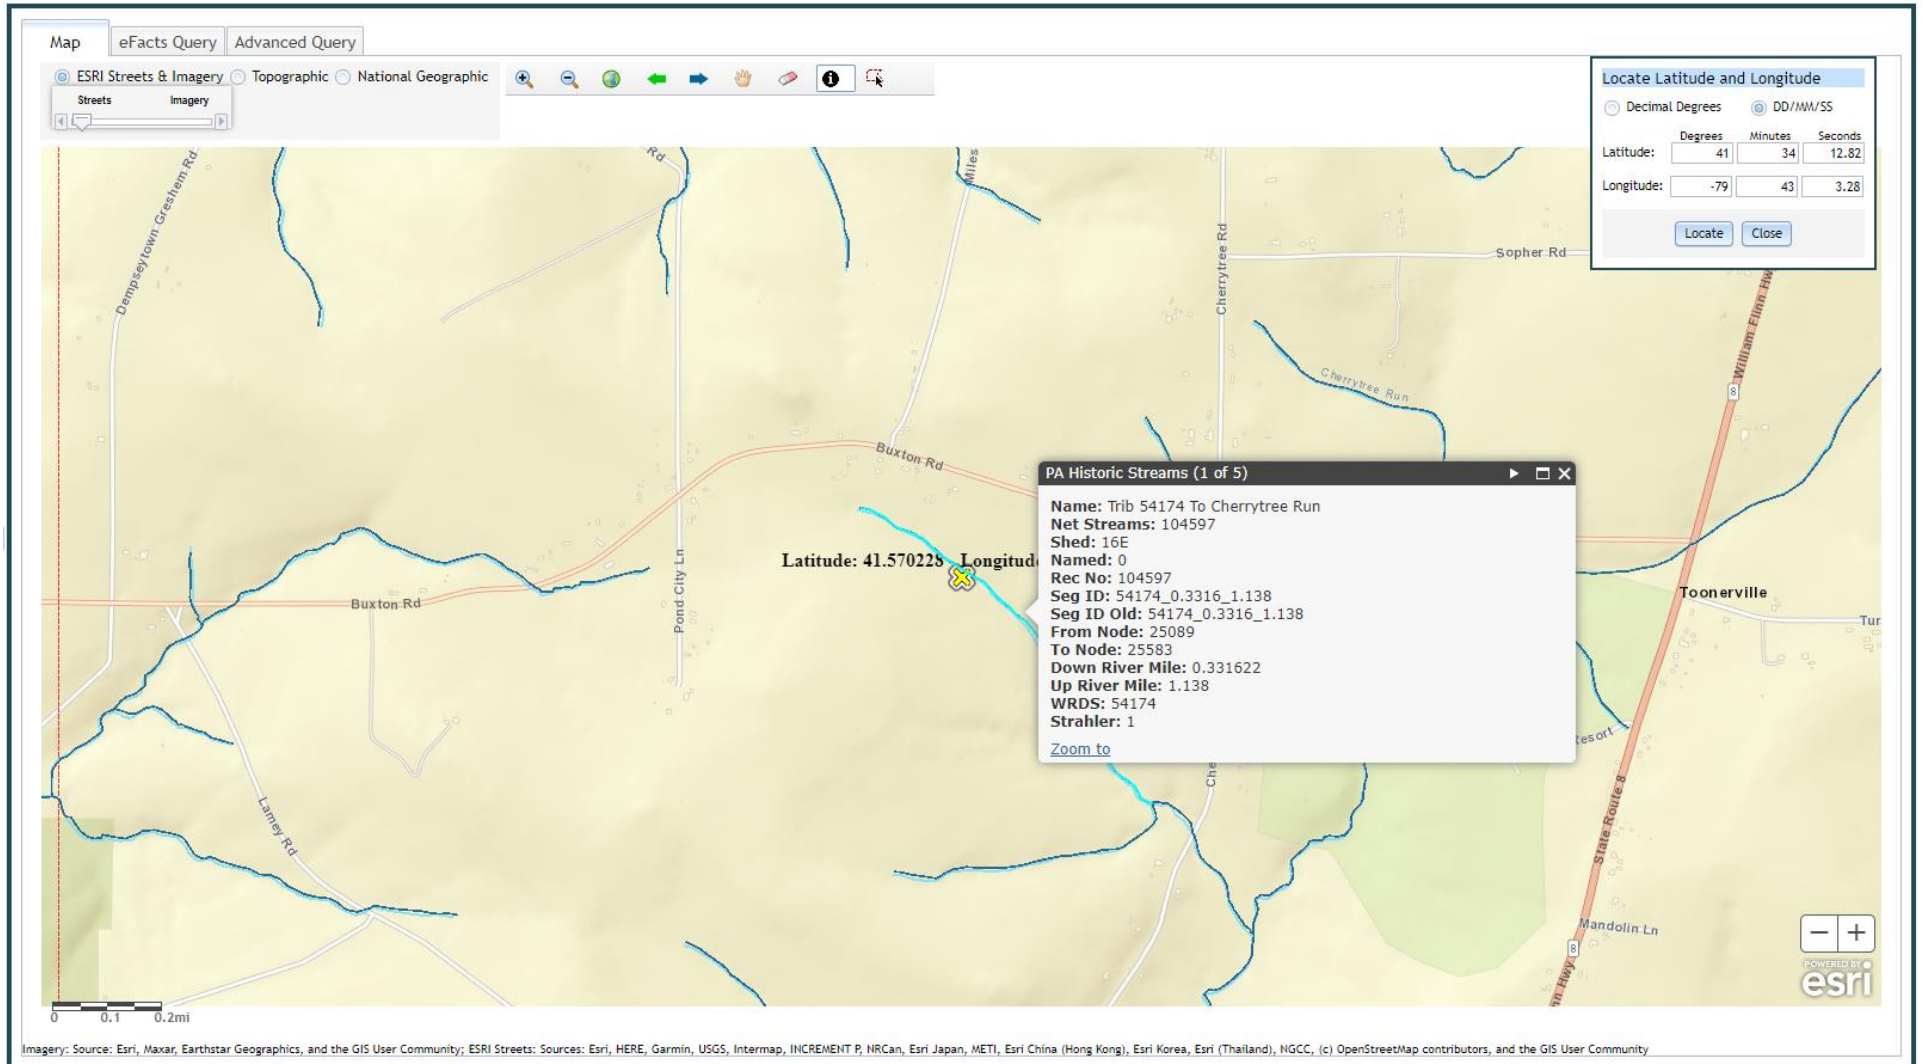 Map
eFacts Query
Advanced Query
ESRI Streets & Imagery
Topographic
National Geographic
Streets
Imagery
Locate Latitude and Longitude
Decimal Degrees
DD/MM/SS
Degrees Minutes Seconds
Latitude: 41 34 12.82
Longitude: -79 43 3.28
Locate Close
Dempseytown Greshem Rd
Rd
Miles
Cherrytree Rd
Sopher Rd
William Flinn Hw
Cherrytree Run
8
Buxton Rd
PA Historic Streams (1 of 5)
Name: Trib 54174 To Cherrytree Run
Net Streams: 104597
Shed: 16E
Named: 0
Rec No: 104597
Seg ID: 54174_0.3316_1.138
Seg ID Old: 54174_0.3316_1.138
From Node: 25089
To Node: 25583
Down River Mile: 0.331622
Up River Mile: 1.138
WRDS: 54174
Strahler: 1
Zoom to
Latitude: 41.570228 Longitude
Pond City Ln
Buxton Rd
Toonerville
Tur
Resort
Che
Lamey Rd
State Route 8
Mandolin Ln
8
nn Hwy
POWERED BY
esri
0 0.1 0.2mi
Imagery: Source: Esri, Maxar, Earthstar Geographics, and the GIS User Community; ESRI Streets: Sources: Esri, HERE, Garmin, USGS, Intermap, INCREMENT P, NRCan, Esri Japan, METI, Esri China (Hong Kong), Esri Korea, Esri (Thailand), NGCC, (c) OpenStreetMap contributors, and the GIS User Community